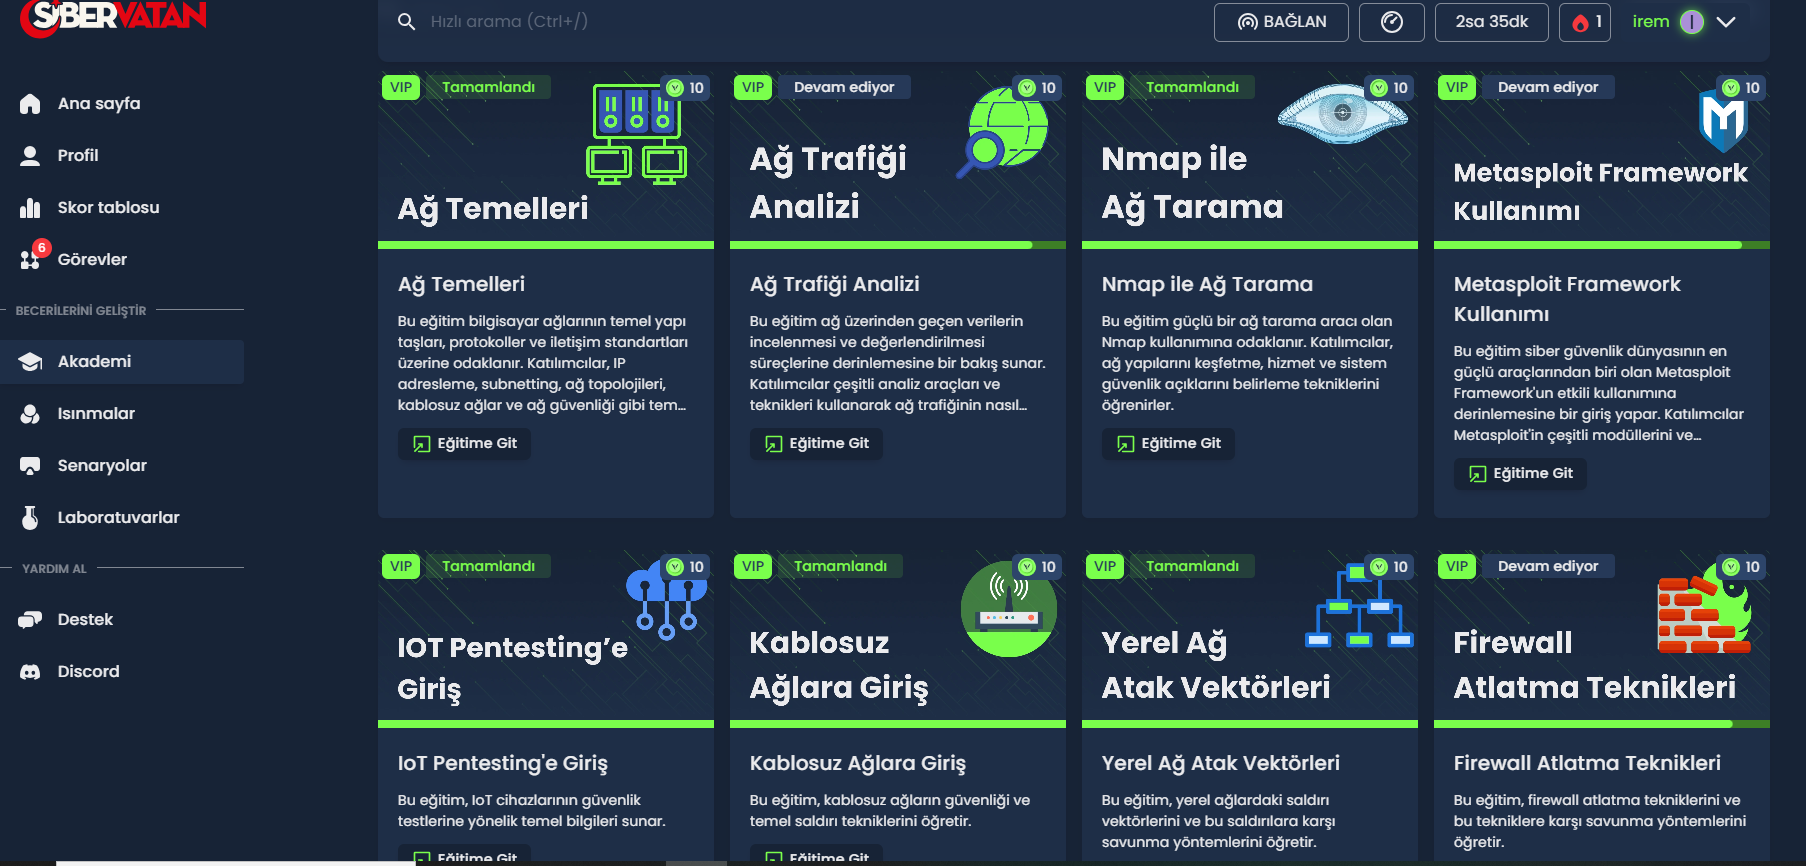 SİBERVATAN
Hızlı arama (Ctrl+/)
BAĞLAN
2sa 35dk
1
irem
I
Ana sayfa
Profil
Skor tablosu
6
Görevler
BECERİLERİNİ GELİŞTİR
Akademi
Isınmalar
Senaryolar
Laboratuvarlar
YARDIM AL
Destek
Discord
VIP
Tamamlandı
10
Ağ Temelleri
Ağ Temelleri
Bu eğitim bilgisayar ağlarının temel yapı
taşları, protokoller ve iletişim standartları
üzerine odaklanır. Katılımcılar, IP
adresleme, subnetting, ağ topolojileri,
kablosuz ağlar ve ağ güvenliği gibi tem...
Eğitime Git
VIP
Devam ediyor
10
Ağ Trafiği
Analizi
Ağ Trafiği Analizi
Bu eğitim ağ üzerinden geçen verilerin
incelenmesi ve değerlendirilmesi
süreçlerine derinlemesine bir bakış sunar.
Katılımcılar çeşitli analiz araçları ve
teknikleri kullanarak ağ trafiğinin nasıl...
Eğitime Git
VIP
Tamamlandı
10
Nmap ile
Ağ Tarama
Nmap ile Ağ Tarama
Bu eğitim güçlü bir ağ tarama aracı olan
Nmap kullanımına odaklanır. Katılımcılar,
ağ yapılarını keşfetme, hizmet ve sistem
güvenlik açıklarını belirleme tekniklerini
öğrenirler.
Eğitime Git
VIP
Devam ediyor
10
M
Metasploit Framework
Kullanımı
Metasploit Framework
Kullanımı
Bu eğitim siber güvenlik dünyasının en
güçlü araçlarından biri olan Metasploit
Framework'un etkili kullanımına
derinlemesine bir giriş yapar. Katılımcılar
Metasploit'in çeşitli modüllerini ve...
Eğitime Git
VIP
Tamamlandı
10
IOT Pentesting’e
Giriş
IoT Pentesting'e Giriş
Bu eğitim, IoT cihazlarının güvenlik
testlerine yönelik temel bilgileri sunar.
Eğitime Git
VIP
Tamamlandı
10
Kablosuz
Ağlara Giriş
Kablosuz Ağlara Giriş
Bu eğitim, kablosuz ağların güvenliği ve
temel saldırı tekniklerini öğretir.
Eğitime Git
VIP
Tamamlandı
10
Yerel Ağ
Atak Vektörleri
Yerel Ağ Atak Vektörleri
Bu eğitim, yerel ağlardaki saldırı
vektörlerini ve bu saldırılara karşı
savunma yöntemlerini öğretir.
VIP
Devam ediyor
10
Firewall
Atlatma Teknikleri
Firewall Atlatma Teknikleri
Bu eğitim, firewall atlatma tekniklerini ve
bu tekniklere karşı savunma yöntemlerini
öğretir.